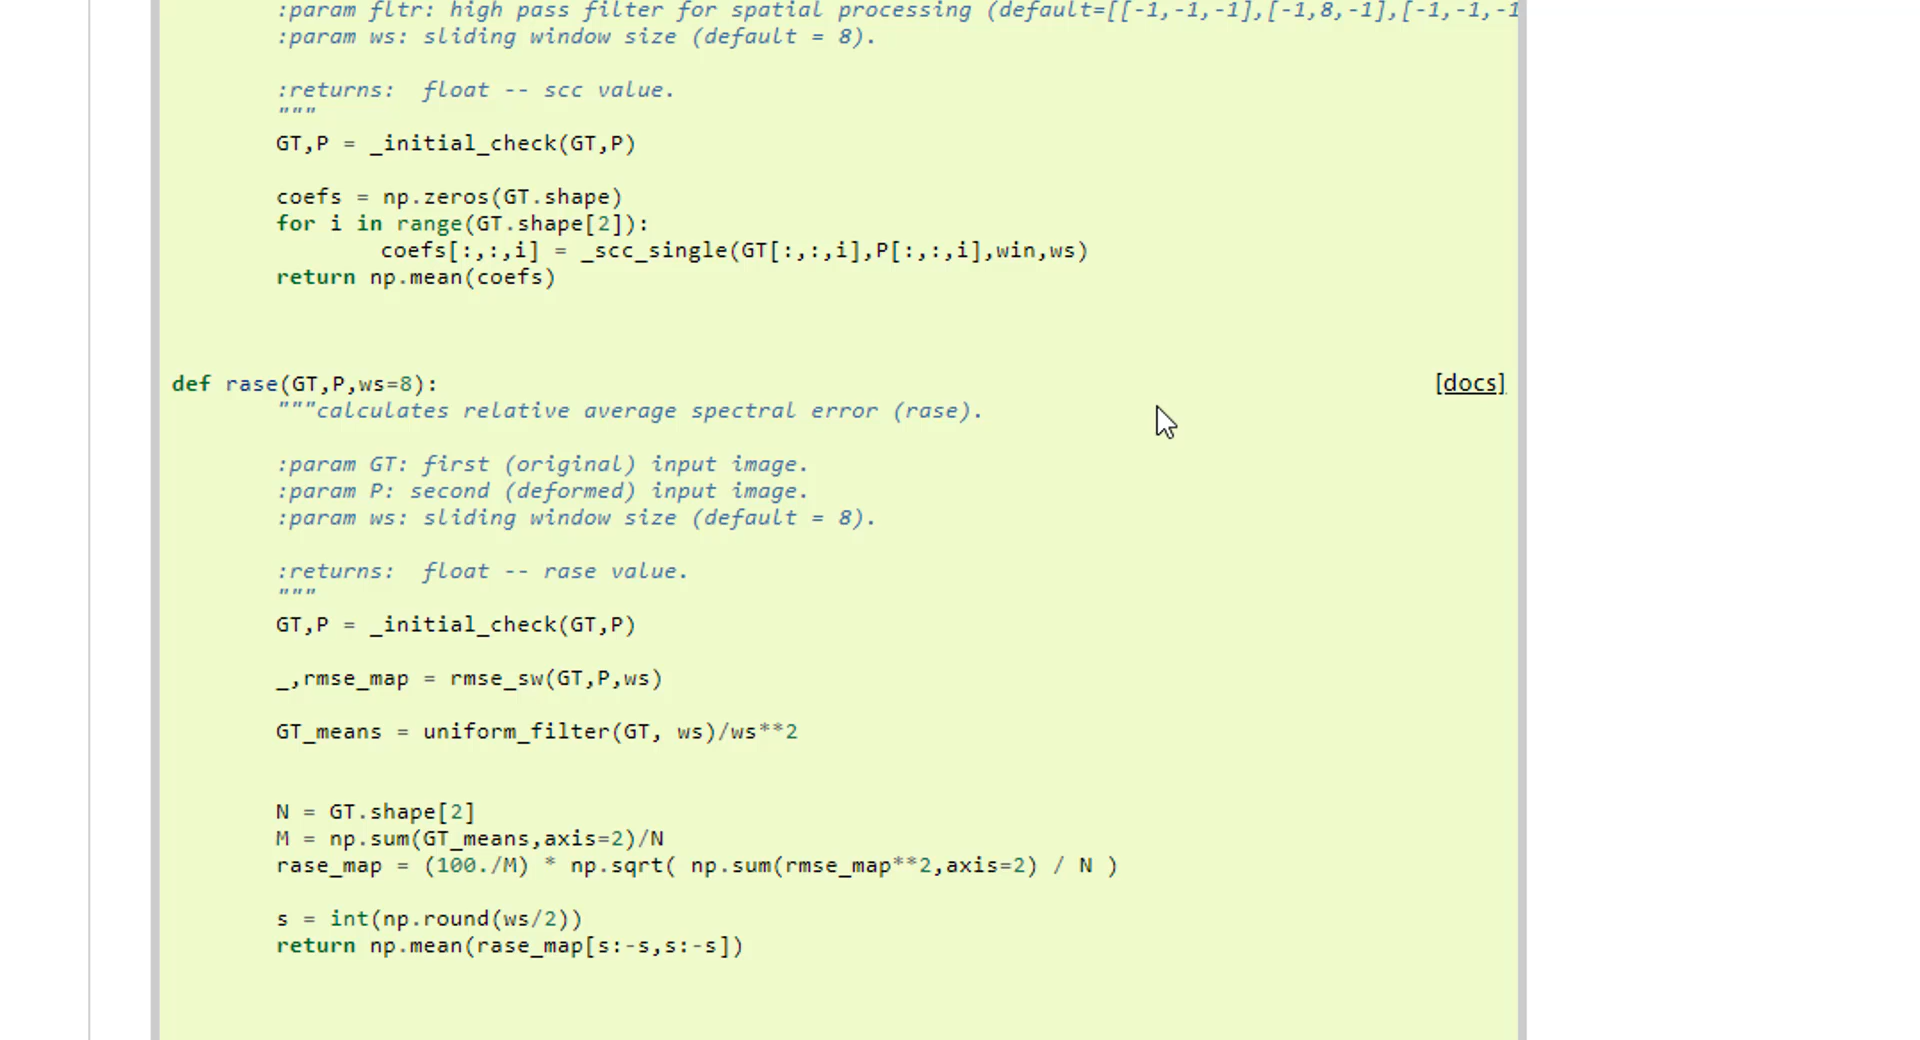 :param fltr: high pass filter for spatial processing (default=[[-1,-1,-1],[-1,8,-1],[-1,-1,-1
:param ws: sliding window size (default = 8).
:returns:  float -- scc value.
"""
GT,P = _initial_check(GT,P)
coefs = np.zeros(GT.shape)
for i in range(GT.shape[2]):
coefs[:,:,i] = _scc_single(GT[:,:,i],P[:,:,i],win,ws)
return np.mean(coefs)
def rase(GT,P,ws=8): [docs]
"""calculates relative average spectral error (rase).
:param GT: first (original) input image.
:param P: second (deformed) input image.
:param ws: sliding window size (default = 8).
:returns:  float -- rase value.
"""
GT,P = _initial_check(GT,P)
_,rmse_map = rmse_sw(GT,P,ws)
GT_means = uniform_filter(GT, ws)/ws**2
N = GT.shape[2]
M = np.sum(GT_means,axis=2)/N
rase_map = (100./M) * np.sqrt( np.sum(rmse_map**2,axis=2) / N )
s = int(np.round(ws/2))
return np.mean(rase_map[s:-s,s:-s])